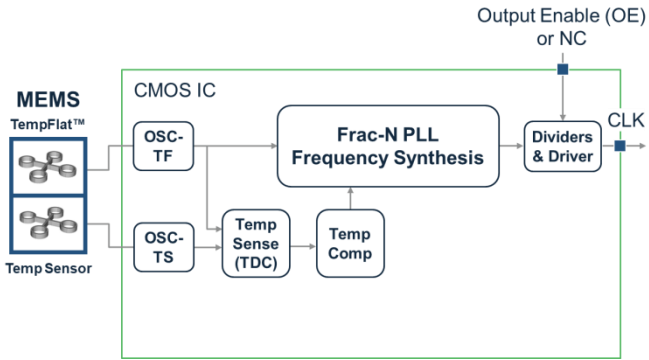 Output Enable (OE)
or NC
CMOS IC
MEMS
TempFlat™
OSC-
TF
Frac-N PLL
Frequency Synthesis
Dividers
& Driver
CLK
OSC-
TS
Temp
Sense
(TDC)
Temp
Comp
Temp Sensor